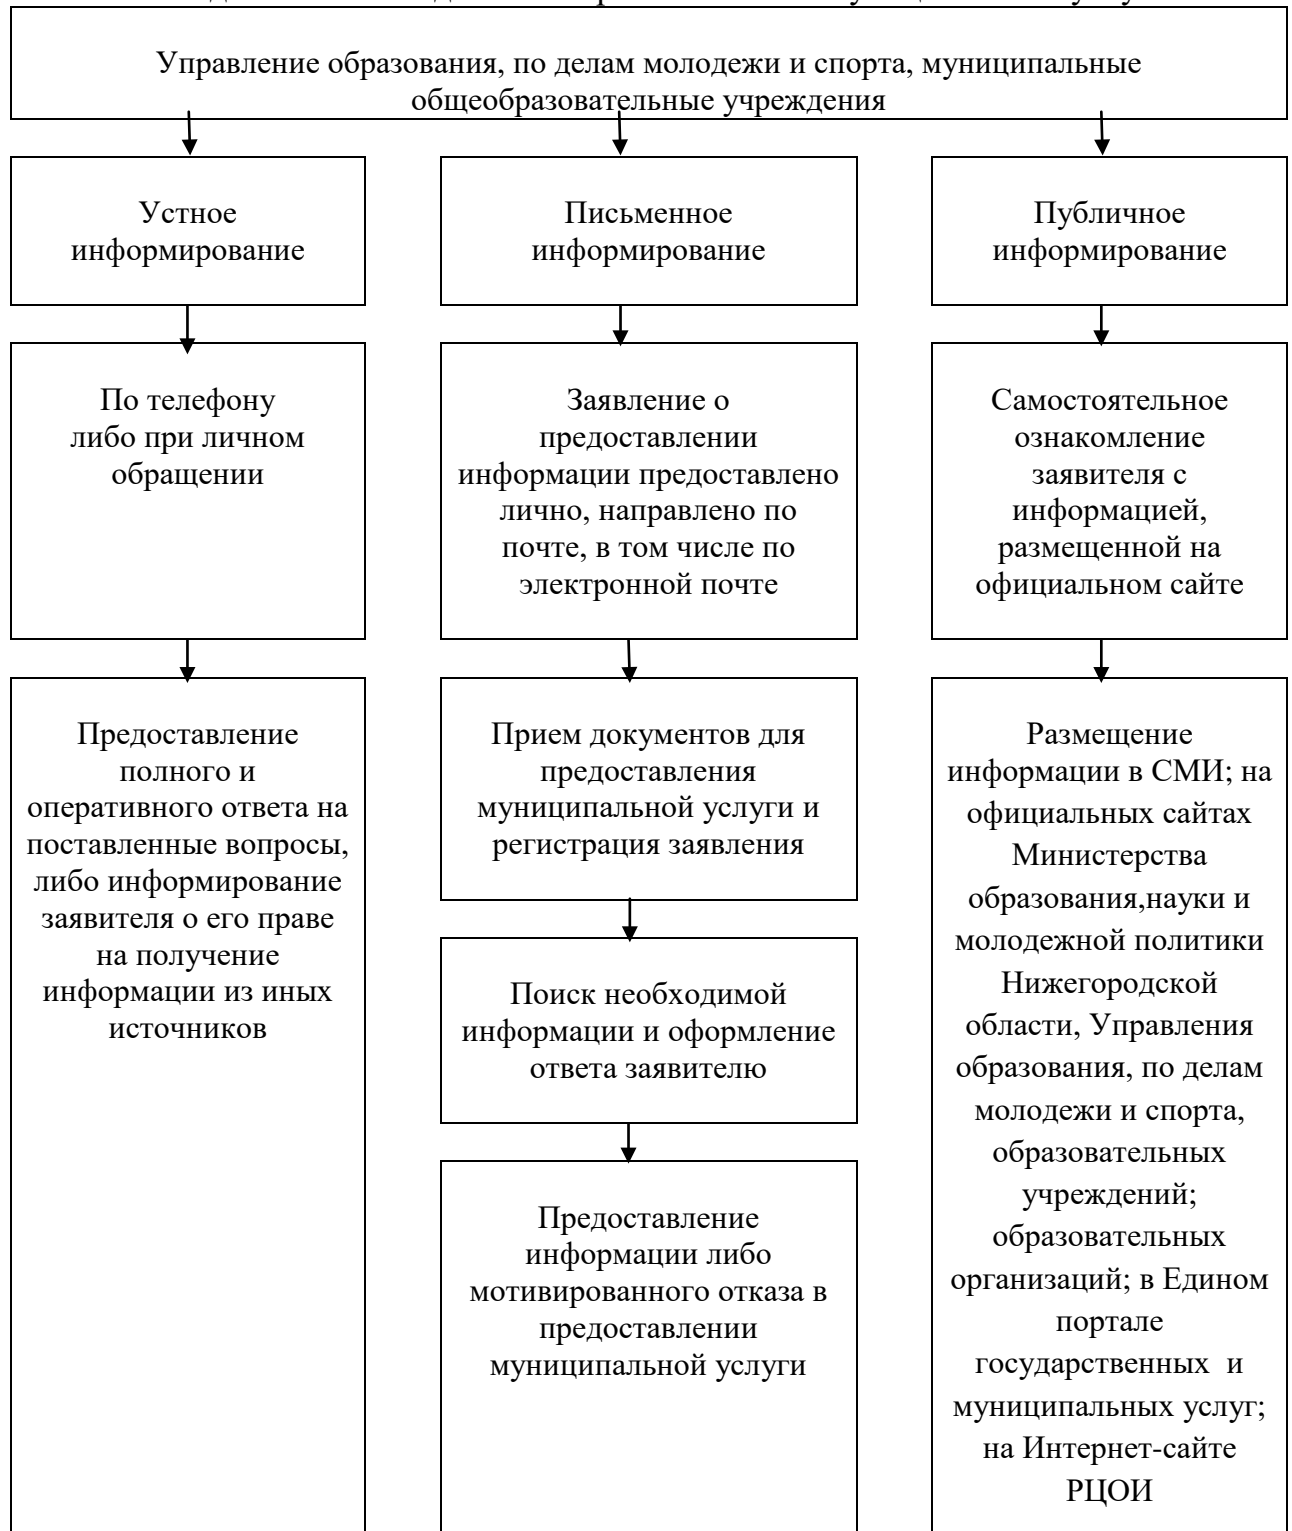 Управление образования, по делам молодежи и спорта, муниципальные
общеобразовательные учреждения
Устное
информирование
Письменное
информирование
Публичное
информирование
По телефону
либо при личном
обращении
Заявление о
предоставлении
информации предоставлено
лично, направлено по
почте, в том числе по
электронной почте
Самостоятельное
ознакомление
заявителя с
информацией,
размещенной на
официальном сайте
Предоставление
полного и
оперативного ответа на
поставленные вопросы,
либо информирование
заявителя о его праве
на получение
информации из иных
источников
Прием документов для
предоставления
муниципальной услуги и
регистрация заявления
Поиск необходимой
информации и оформление
ответа заявителю
Предоставление
информации либо
мотивированного отказа в
предоставлении
муниципальной услуги
Размещение
информации в СМИ; на
официальных сайтах
Министерства
образования,науки и
молодежной политики
Нижегородской
области, Управления
образования, по делам
молодежи и спорта,
образовательных
учреждений;
образовательных
организаций; в Едином
портале
государственных и
муниципальных услуг;
на Интернет-сайте
РЦОИ